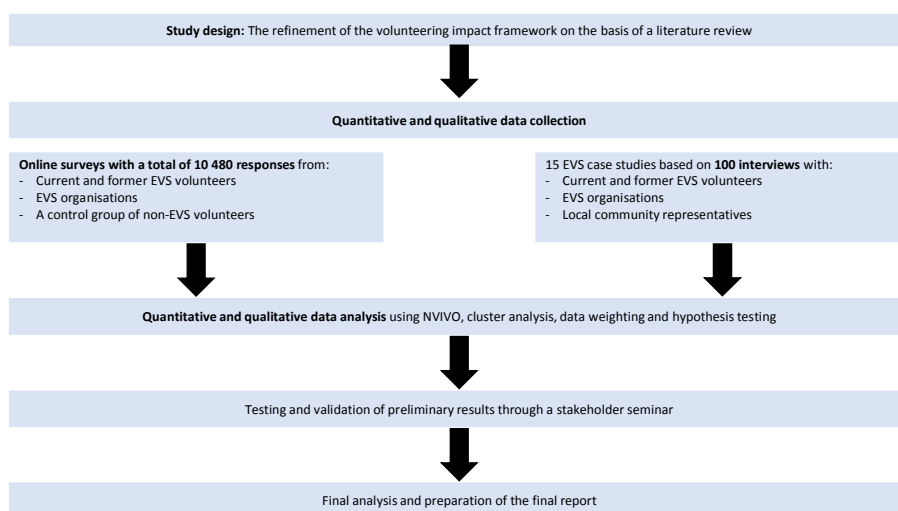 Study design: The refinement of the volunteering impact framework on the basis of a literature review
Quantitative and qualitative data collection
Online surveys with a total of 10 480 responses from:
- Current and former EVS volunteers
- EVS organisations
- A control group of non-EVS volunteers
15 EVS case studies based on 100 interviews with:
- Current and former EVS volunteers
- EVS organisations
- Local community representatives
Quantitative and qualitative data analysis using NVIVO, cluster analysis, data weighting and hypothesis testing
Testing and validation of preliminary results through a stakeholder seminar
Final analysis and preparation of the final report